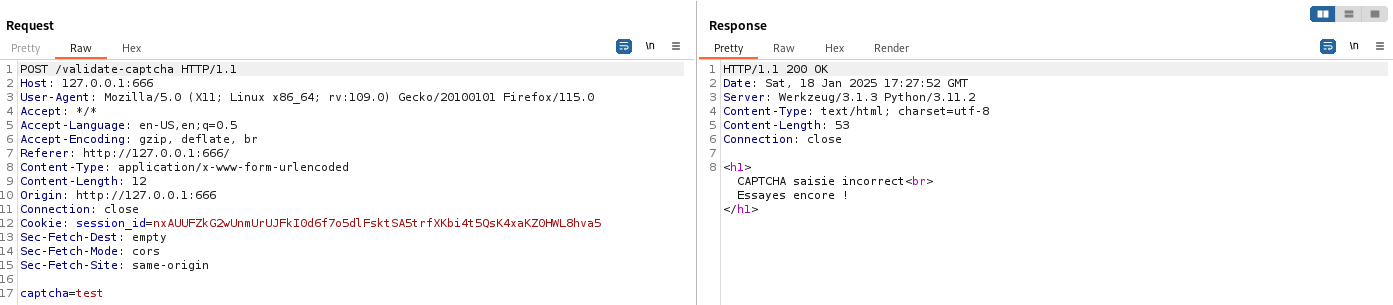 Request
Pretty Raw Hex
\n
1 POST /validate-captcha HTTP/1.1
2 Host: 127.0.0.1:666
3 User-Agent: Mozilla/5.0 (X11; Linux x86_64; rv:109.0) Gecko/20100101 Firefox/115.0
4 Accept: */*
5 Accept-Language: en-US,en;q=0.5
6 Accept-Encoding: gzip, deflate, br
7 Referer: http://127.0.0.1:666/
8 Content-Type: application/x-www-form-urlencoded
9 Content-Length: 12
10 Origin: http://127.0.0.1:666
11 Connection: close
12 Cookie: session_id=nxAUUFZkG2wUnmUrUJFkI0d6f7o5dlFsktSA5trfXKbi4t5QsK4xaKZ0HWL8hva5
13 Sec-Fetch-Dest: empty
14 Sec-Fetch-Mode: cors
15 Sec-Fetch-Site: same-origin
16
17 captcha=test
Response
Pretty Raw Hex Render
\n
1 HTTP/1.1 200 OK
2 Date: Sat, 18 Jan 2025 17:27:52 GMT
3 Server: Werkzeug/3.1.3 Python/3.11.2
4 Content-Type: text/html; charset=utf-8
5 Content-Length: 53
6 Connection: close
7
8 <h1>
CAPTCHA saisie incorrect<br>
Essayes encore !
</h1>